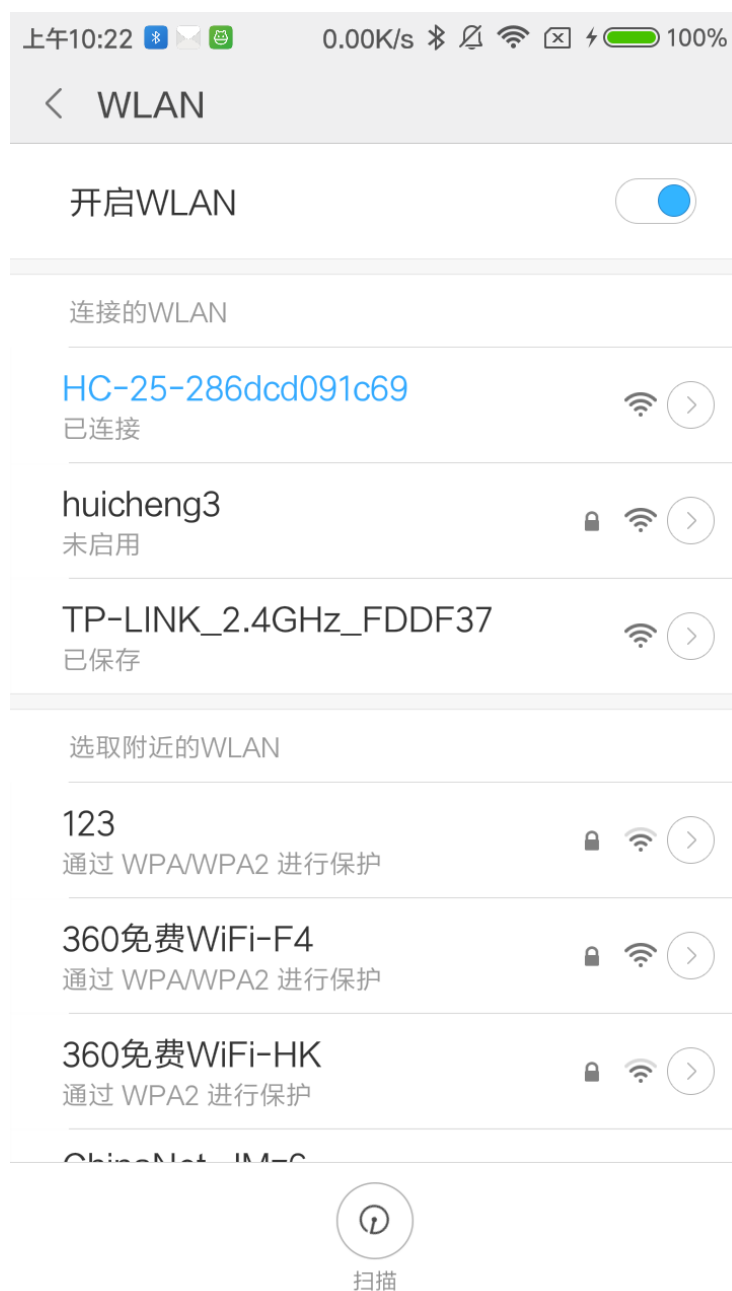 上午10:22 0.00K/s 100%
WLAN
开启WLAN
连接的WLAN
HC-25-286dcd091c69
已连接
huicheng3
未启用
TP-LINK_2.4GHz_FDDF37
已保存
选取附近的WLAN
123
通过 WPA/WPA2 进行保护
360免费WiFi-F4
通过 WPA/WPA2 进行保护
360免费WiFi-HK
通过 WPA2 进行保护
扫描